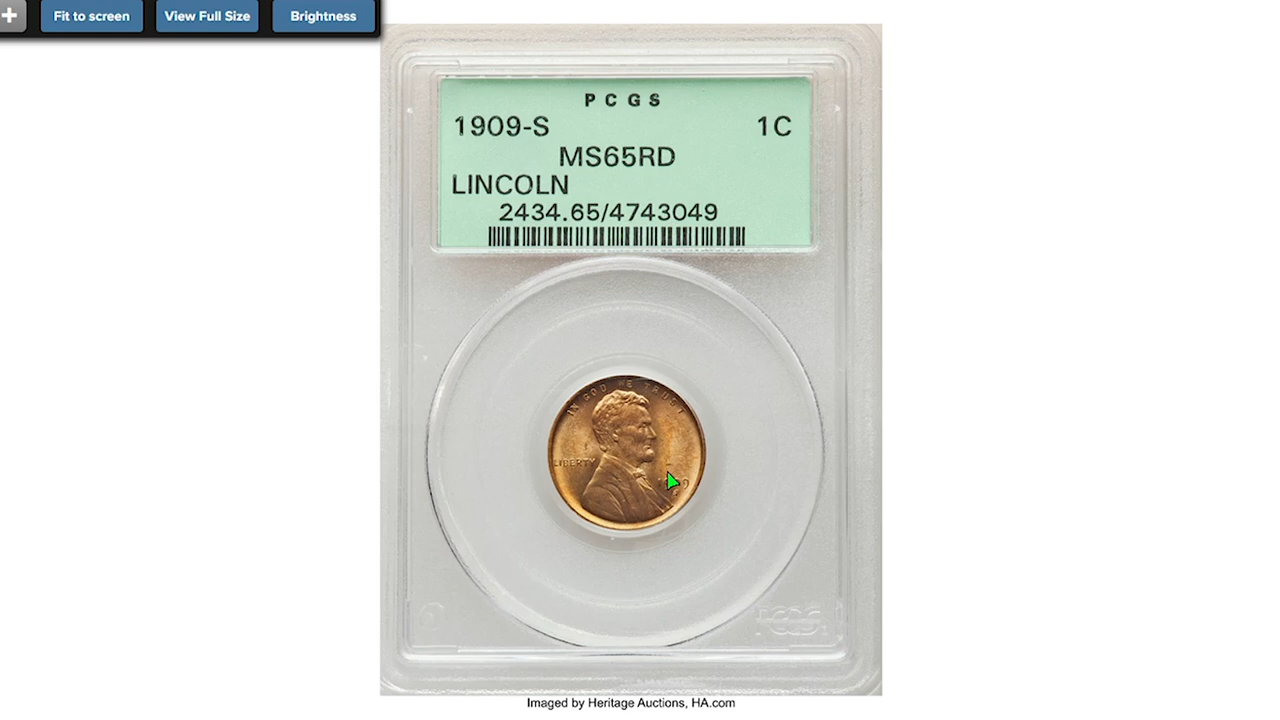 Fit to screen View Full Size Brightness
P C G S
1909-S 1C
MS65RD
LINCOLN
2434.65/4743049
IN GOD WE TRUST
LIBERTY
PCGS
Imaged by Heritage Auctions, HA.com